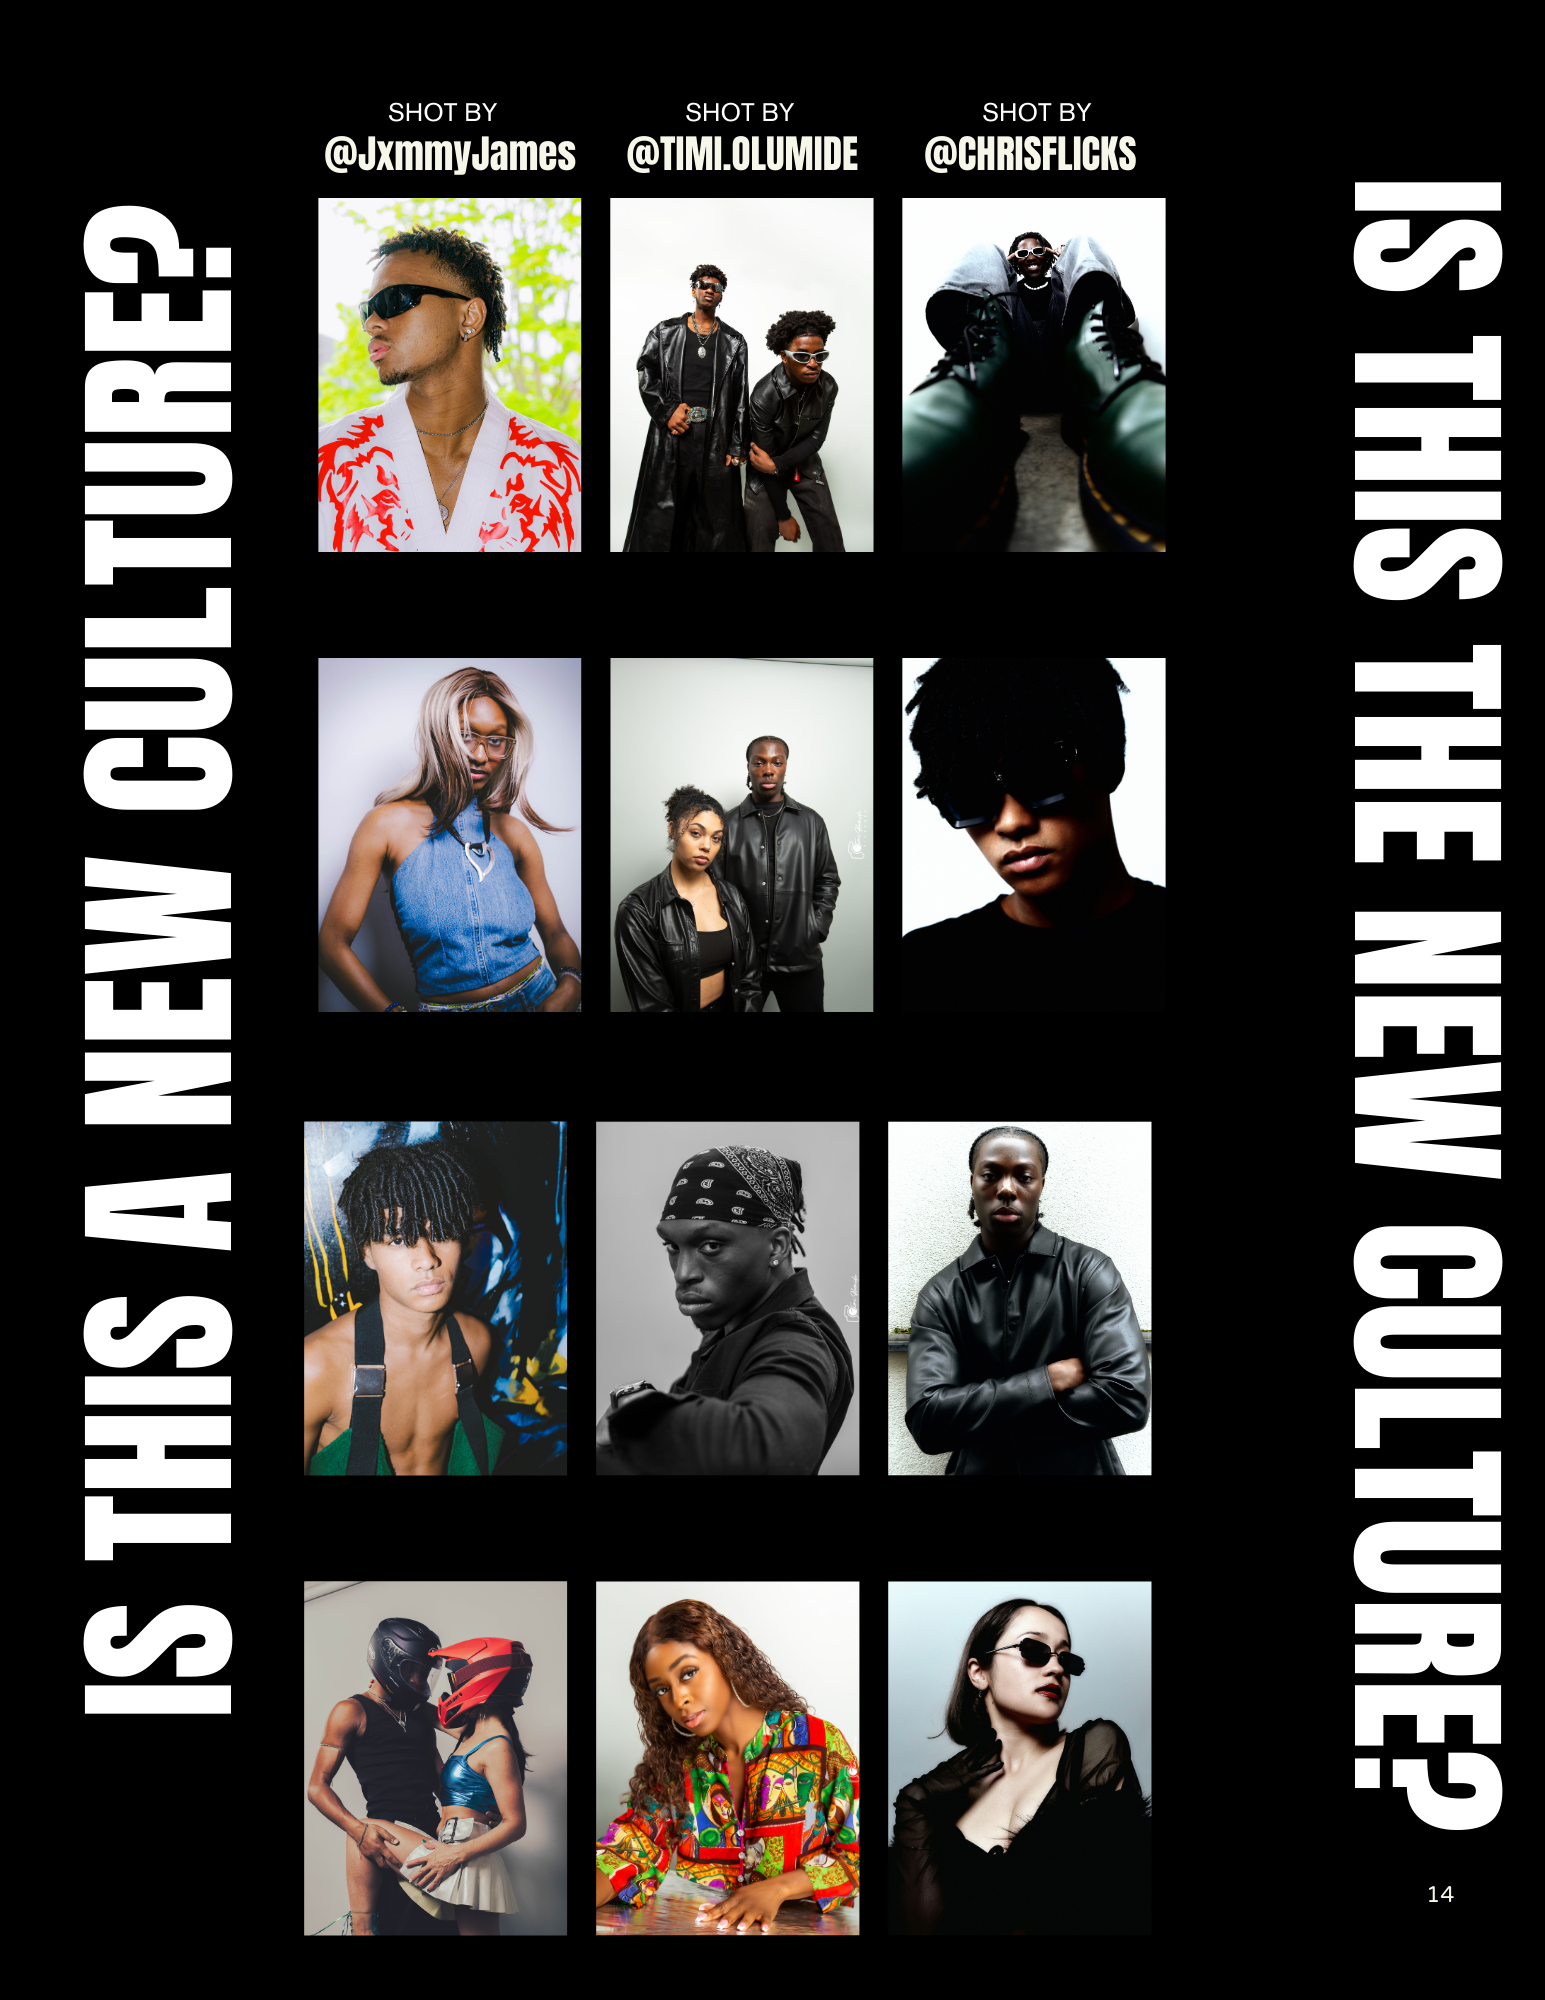 SHOT BY
@JxmmyJames
SHOT BY
@TIMI.OLUMIDE
SHOT BY
@CHRISFLICKS
IS THIS A NEW CULTURE?
IS THIS THE NEW CULTURE?
14